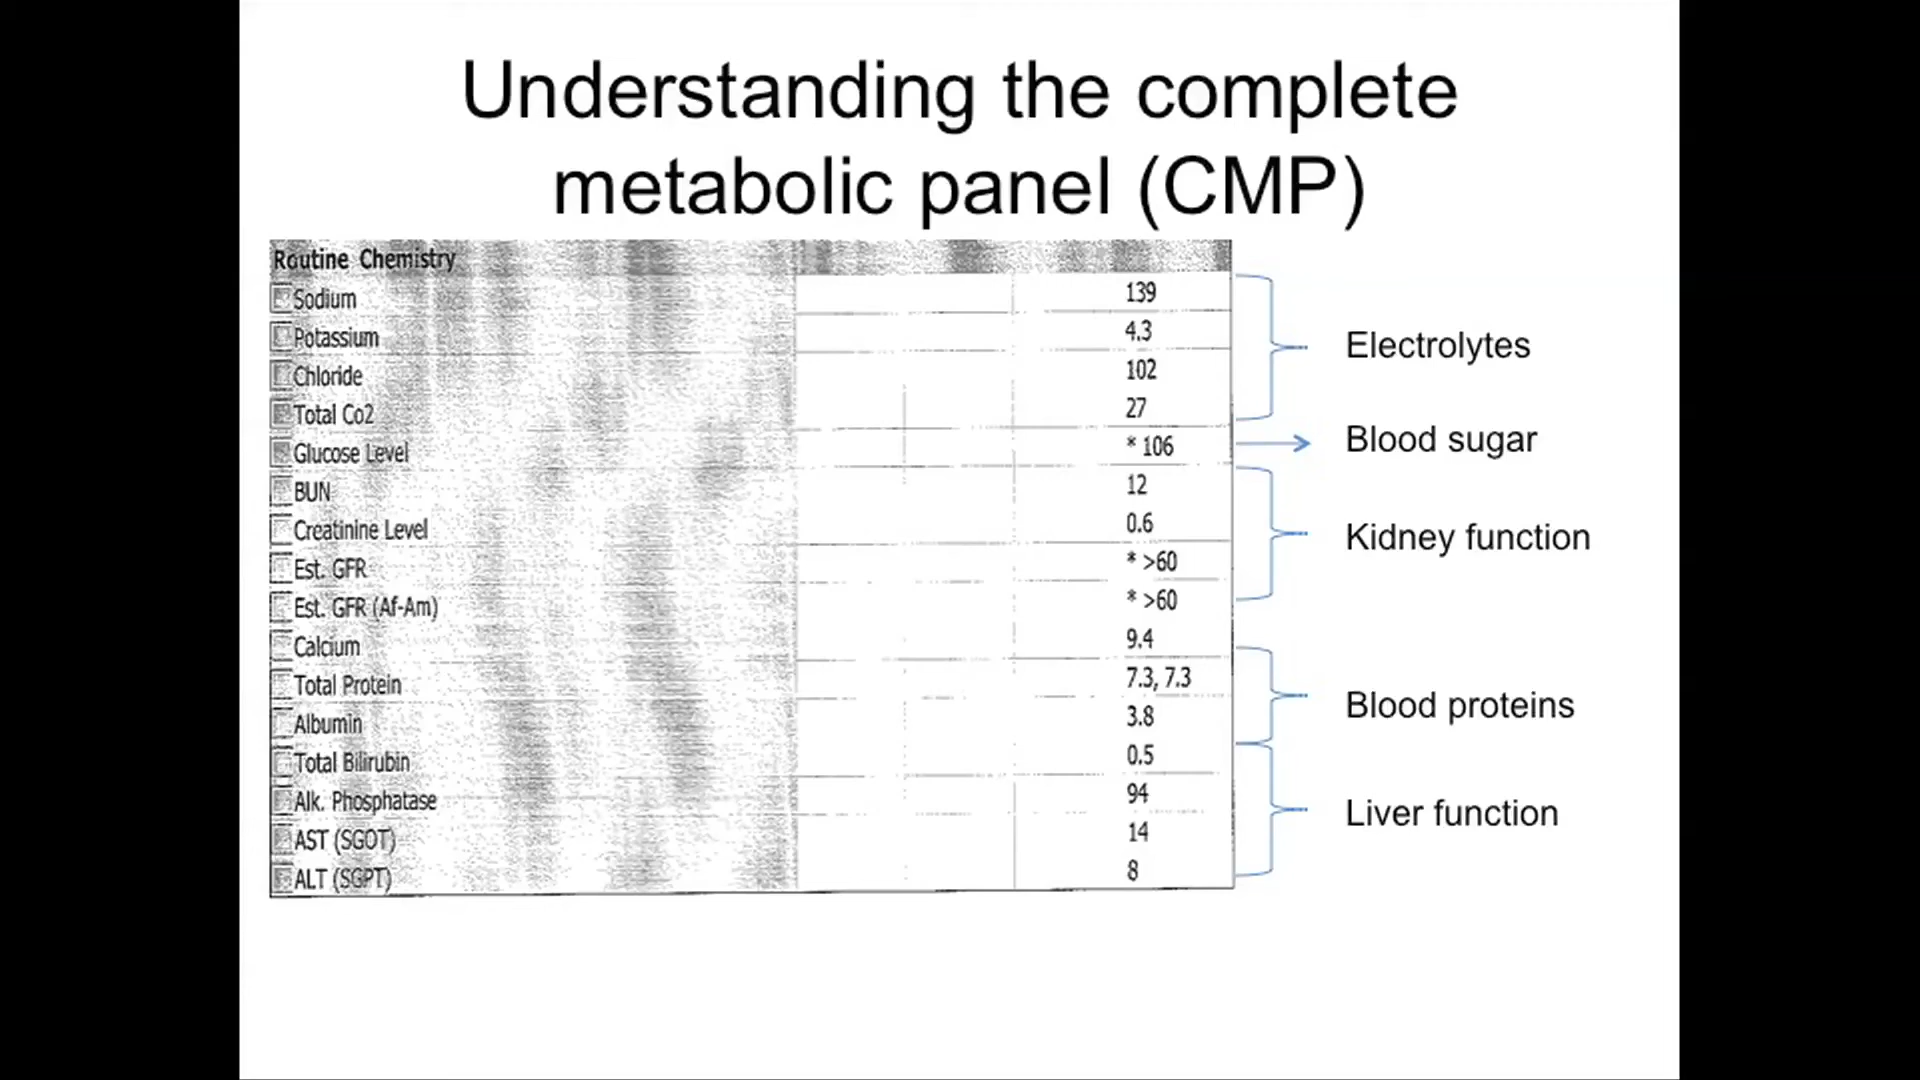 Understanding the complete
metabolic panel (CMP)
Routine Chemistry
Sodium 139
Potassium 4.3
Chloride 102
Total Co2 27
Glucose Level * 106
BUN 12
Creatinine Level 0.6
Est. GFR * >60
Est. GFR (Af-Am) * >60
Calcium 9.4
Total Protein 7.3, 7.3
Albumin 3.8
Total Bilirubin 0.5
Alk. Phosphatase 94
AST (SGOT) 14
ALT (SGPT) 8
Electrolytes
Blood sugar
Kidney function
Blood proteins
Liver function